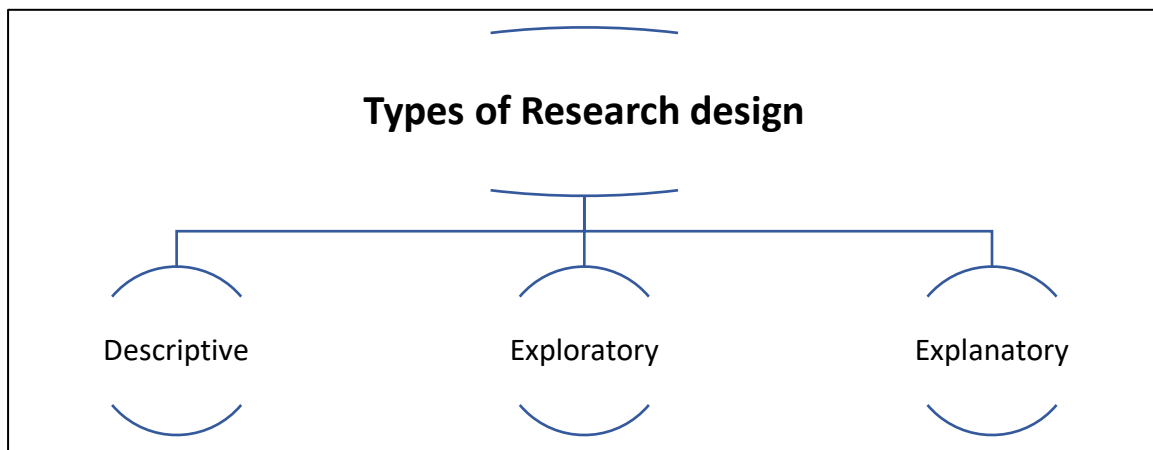 Types of Research design
Descriptive
Exploratory
Explanatory